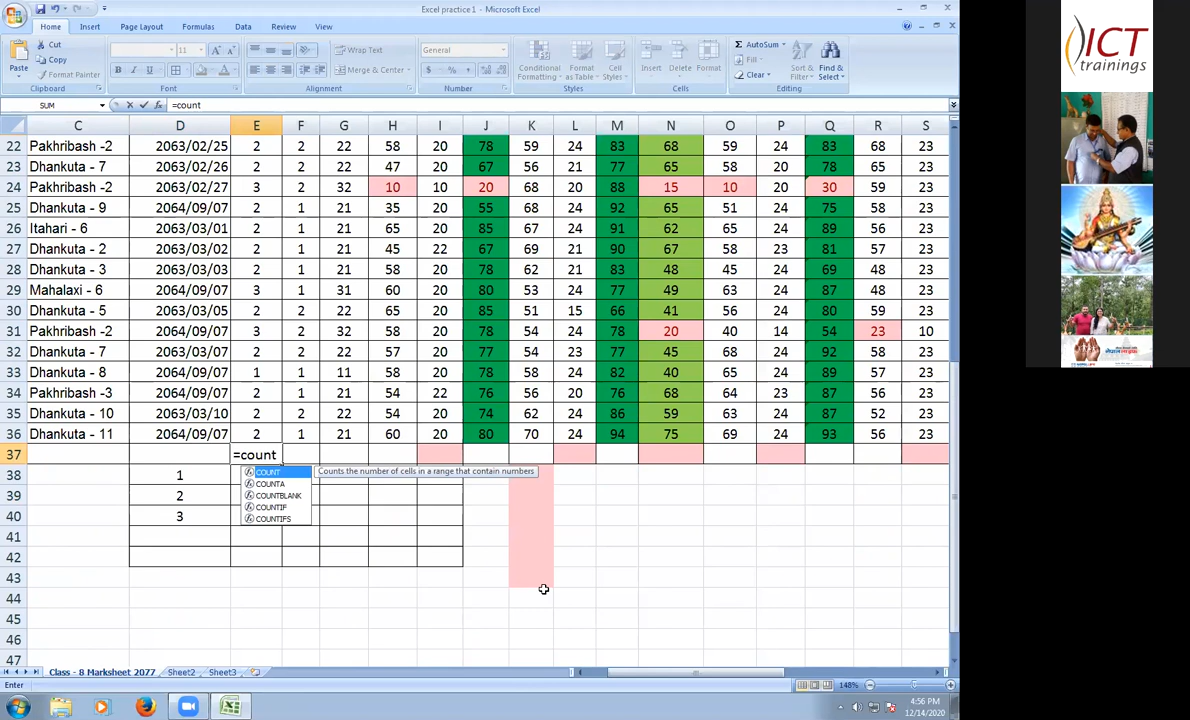 Excel practice 1 - Microsoft Excel
Home Insert Page Layout Formulas Data Review View
Paste Cut Copy Format Painter Clipboard
11 B I U Font
Wrap Text Merge & Center Alignment
General $ % , Number
Conditional Formatting Format as Table Cell Styles Styles
Insert Delete Format Cells
Σ AutoSum Fill Clear Sort & Filter Find & Select Editing
SUM =count
C D E F G H I J K L M N O P Q R S
22 Pakhribash -2 2063/02/25 2 2 22 58 20 78 59 24 83 68 59 24 83 68 23
23 Dhankuta - 7 2063/02/26 2 2 22 47 20 67 56 21 77 65 58 20 78 65 23
24 Pakhribash -2 2063/02/27 3 2 32 10 10 20 68 20 88 15 10 20 30 59 23
25 Dhankuta - 9 2064/09/07 2 1 21 35 20 55 68 24 92 65 51 24 75 58 23
26 Itahari - 6 2063/03/01 2 1 21 65 20 85 67 24 91 62 65 24 89 56 23
27 Dhankuta - 2 2063/03/02 2 1 21 45 22 67 69 21 90 67 58 23 81 57 23
28 Dhankuta - 3 2063/03/03 2 1 21 58 20 78 62 21 83 48 45 24 69 48 23
29 Mahalaxi - 6 2064/09/07 3 1 31 60 20 80 53 24 77 49 63 24 87 48 23
30 Dhankuta - 5 2063/03/05 2 2 22 65 20 85 51 15 66 41 56 24 80 59 23
31 Pakhribash -2 2064/09/07 3 2 32 58 20 78 54 24 78 20 40 14 54 23 10
32 Dhankuta - 7 2063/03/07 2 2 22 57 20 77 54 23 77 45 68 24 92 58 23
33 Dhankuta - 8 2064/09/07 1 1 11 58 20 78 58 24 82 40 65 24 89 57 23
34 Pakhribash -3 2064/09/07 2 1 21 54 22 76 56 20 76 68 64 23 87 56 23
35 Dhankuta - 10 2063/03/10 2 2 22 54 20 74 62 24 86 59 63 24 87 52 23
36 Dhankuta - 11 2064/09/07 2 1 21 60 20 80 70 24 94 75 69 24 93 56 23
37 =count
38 1 COUNT Counts the number of cells in a range that contain numbers
COUNTA
39 2 COUNTBLANK
40 3 COUNTIF
COUNTIFS
41
42
43
44
45
46
47
Class - 8 Marksheet 2077 Sheet2 Sheet3
Enter 148%
4:56 PM
12/14/2020
ICT
trainings